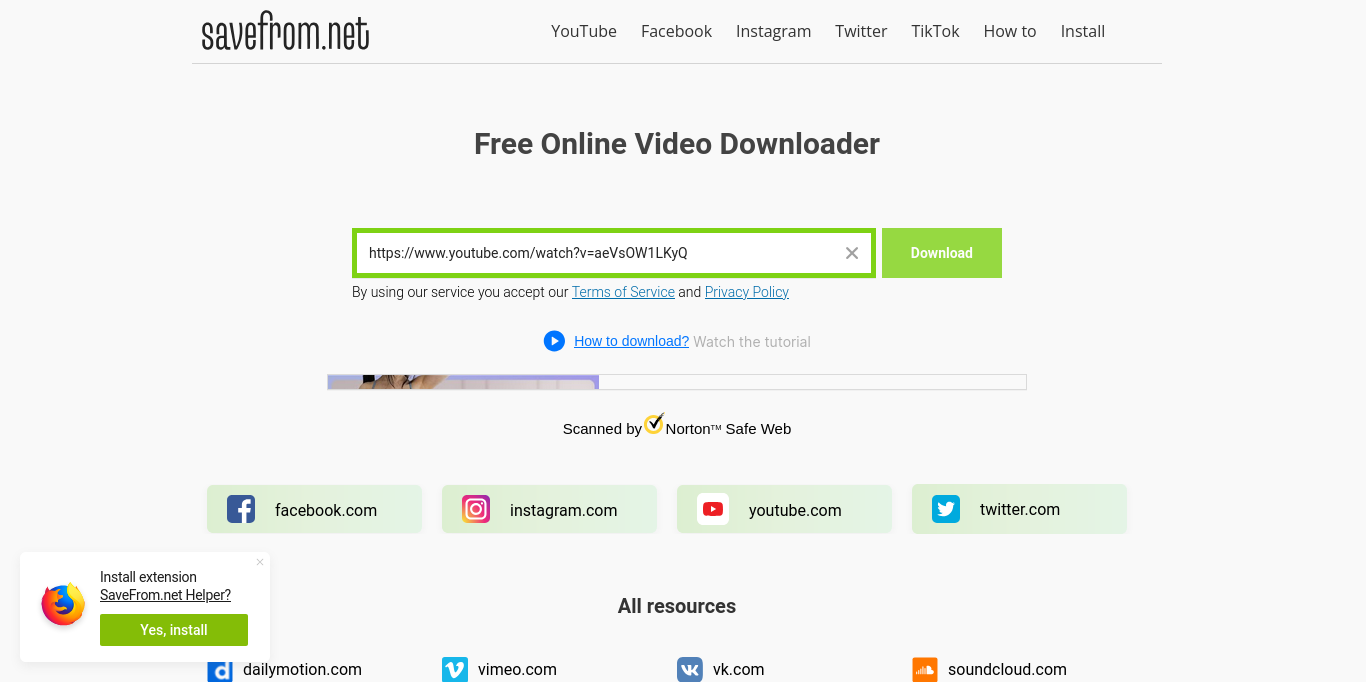 savefrom.net
YouTube Facebook Instagram Twitter TikTok How to Install
Free Online Video Downloader
https://www.youtube.com/watch?v=aeVsOW1LKyQ
Download
By using our service you accept our Terms of Service and Privacy Policy
How to download? Watch the tutorial
Scanned by Norton™ Safe Web
facebook.com
instagram.com
youtube.com
twitter.com
Install extension
SaveFrom.net Helper?
Yes, install
All resources
dailymotion.com
vimeo.com
vk.com
soundcloud.com